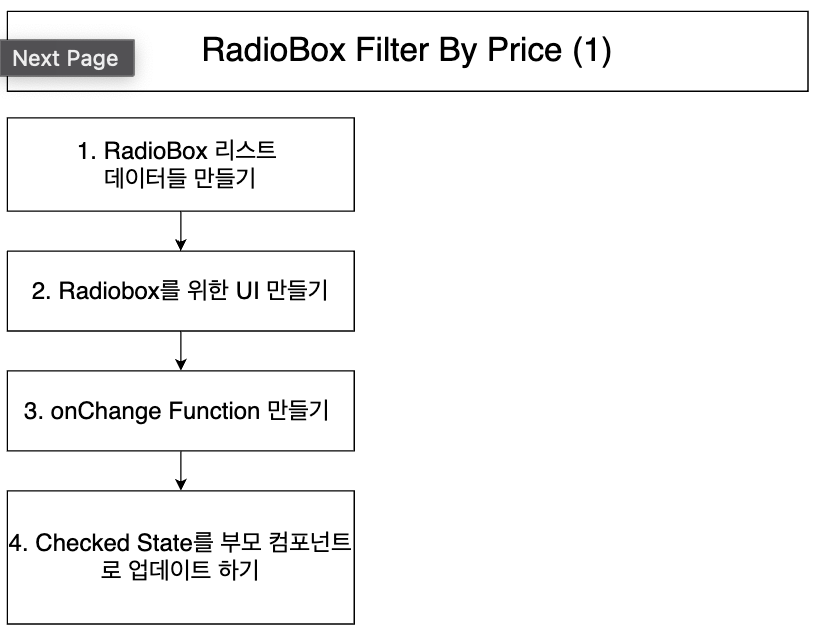 RadioBox Filter By Price (1)
Next Page
1. RadioBox 리스트
데이터들 만들기
2. Radiobox를 위한 UI 만들기
3. onChange Function 만들기
4. Checked State를 부모 컴포넌트
로 업데이트 하기